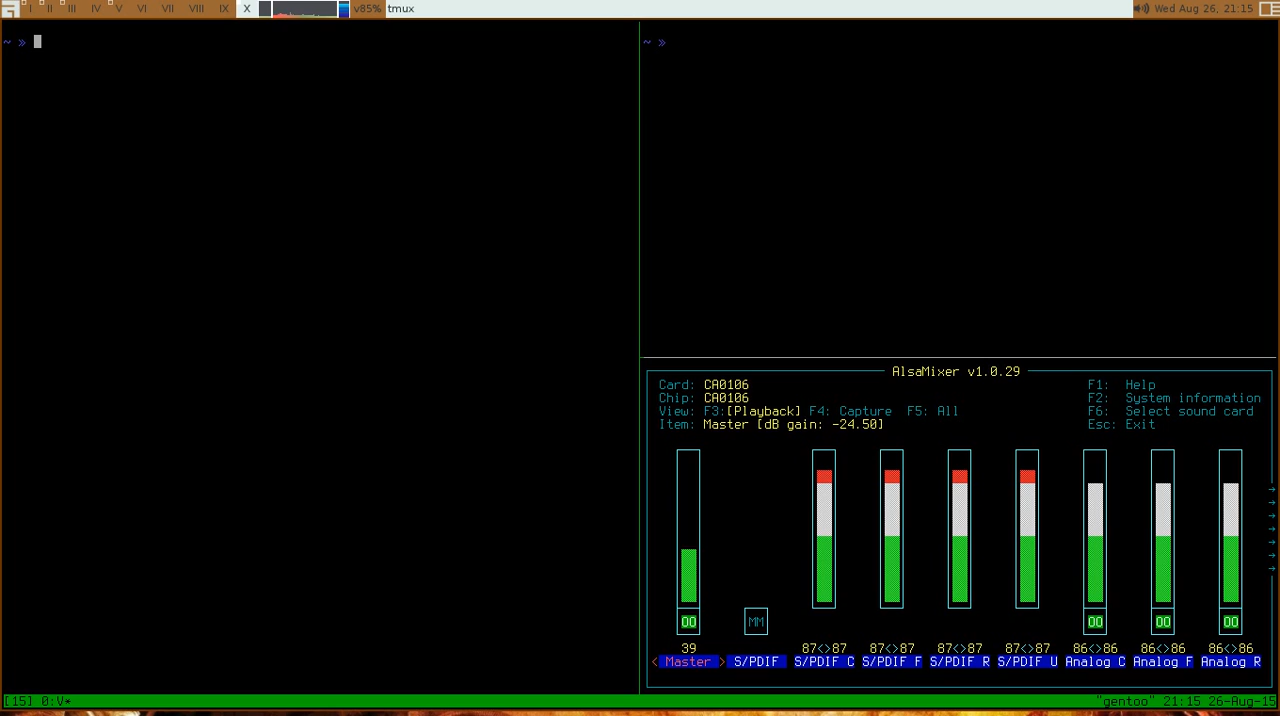 I II III IV V VI VII VIII IX X v85% tmux Wed Aug 26, 21:15
~ »
~ »
AlsaMixer v1.0.29
Card: CA0106 F1: Help
Chip: CA0106 F2: System information
View: F3:[Playback] F4: Capture F5: All F6: Select sound card
Item: Master [dB gain: -24.50] Esc: Exit
00 MM 00 00 00
39 87<>87 87<>87 87<>87 87<>87 86<>86 86<>86 86<>86
< Master > S/PDIF S/PDIF C S/PDIF F S/PDIF R S/PDIF U Analog C Analog F Analog R
[15] 0:V* "gentoo" 21:15 26-Aug-15